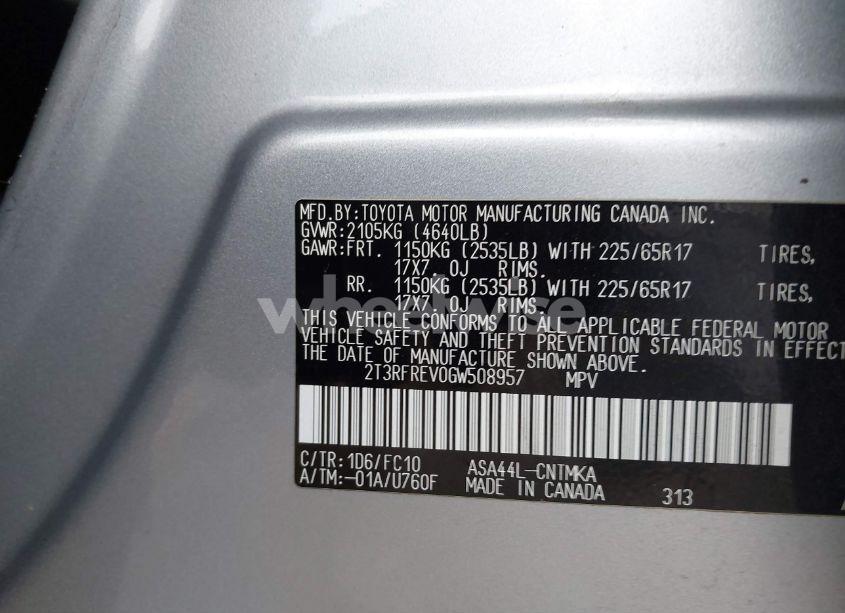 MFD.BY:TOYOTA MOTOR MANUFACTURING CANADA INC.
GVWR:2105KG (4640LB)
GAWR:FRT. 1150KG (2535LB) WITH 225/65R17 TIRES,
17X7.0J RIMS.
RR. 1150KG (2535LB) WITH 225/65R17 TIRES,
17X7.0J RIMS.
wheelwise
THIS VEHICLE CONFORMS TO ALL APPLICABLE FEDERAL MOTOR
VEHICLE SAFETY AND THEFT PREVENTION STANDARDS IN EFFECT
THE DATE OF MANUFACTURE SHOWN ABOVE.
2T3RFREV0GW508957 MPV
C/TR:1D6/FC10 ASA44L-CNTMKA
A/TM:-01A/U760F MADE IN CANADA 313